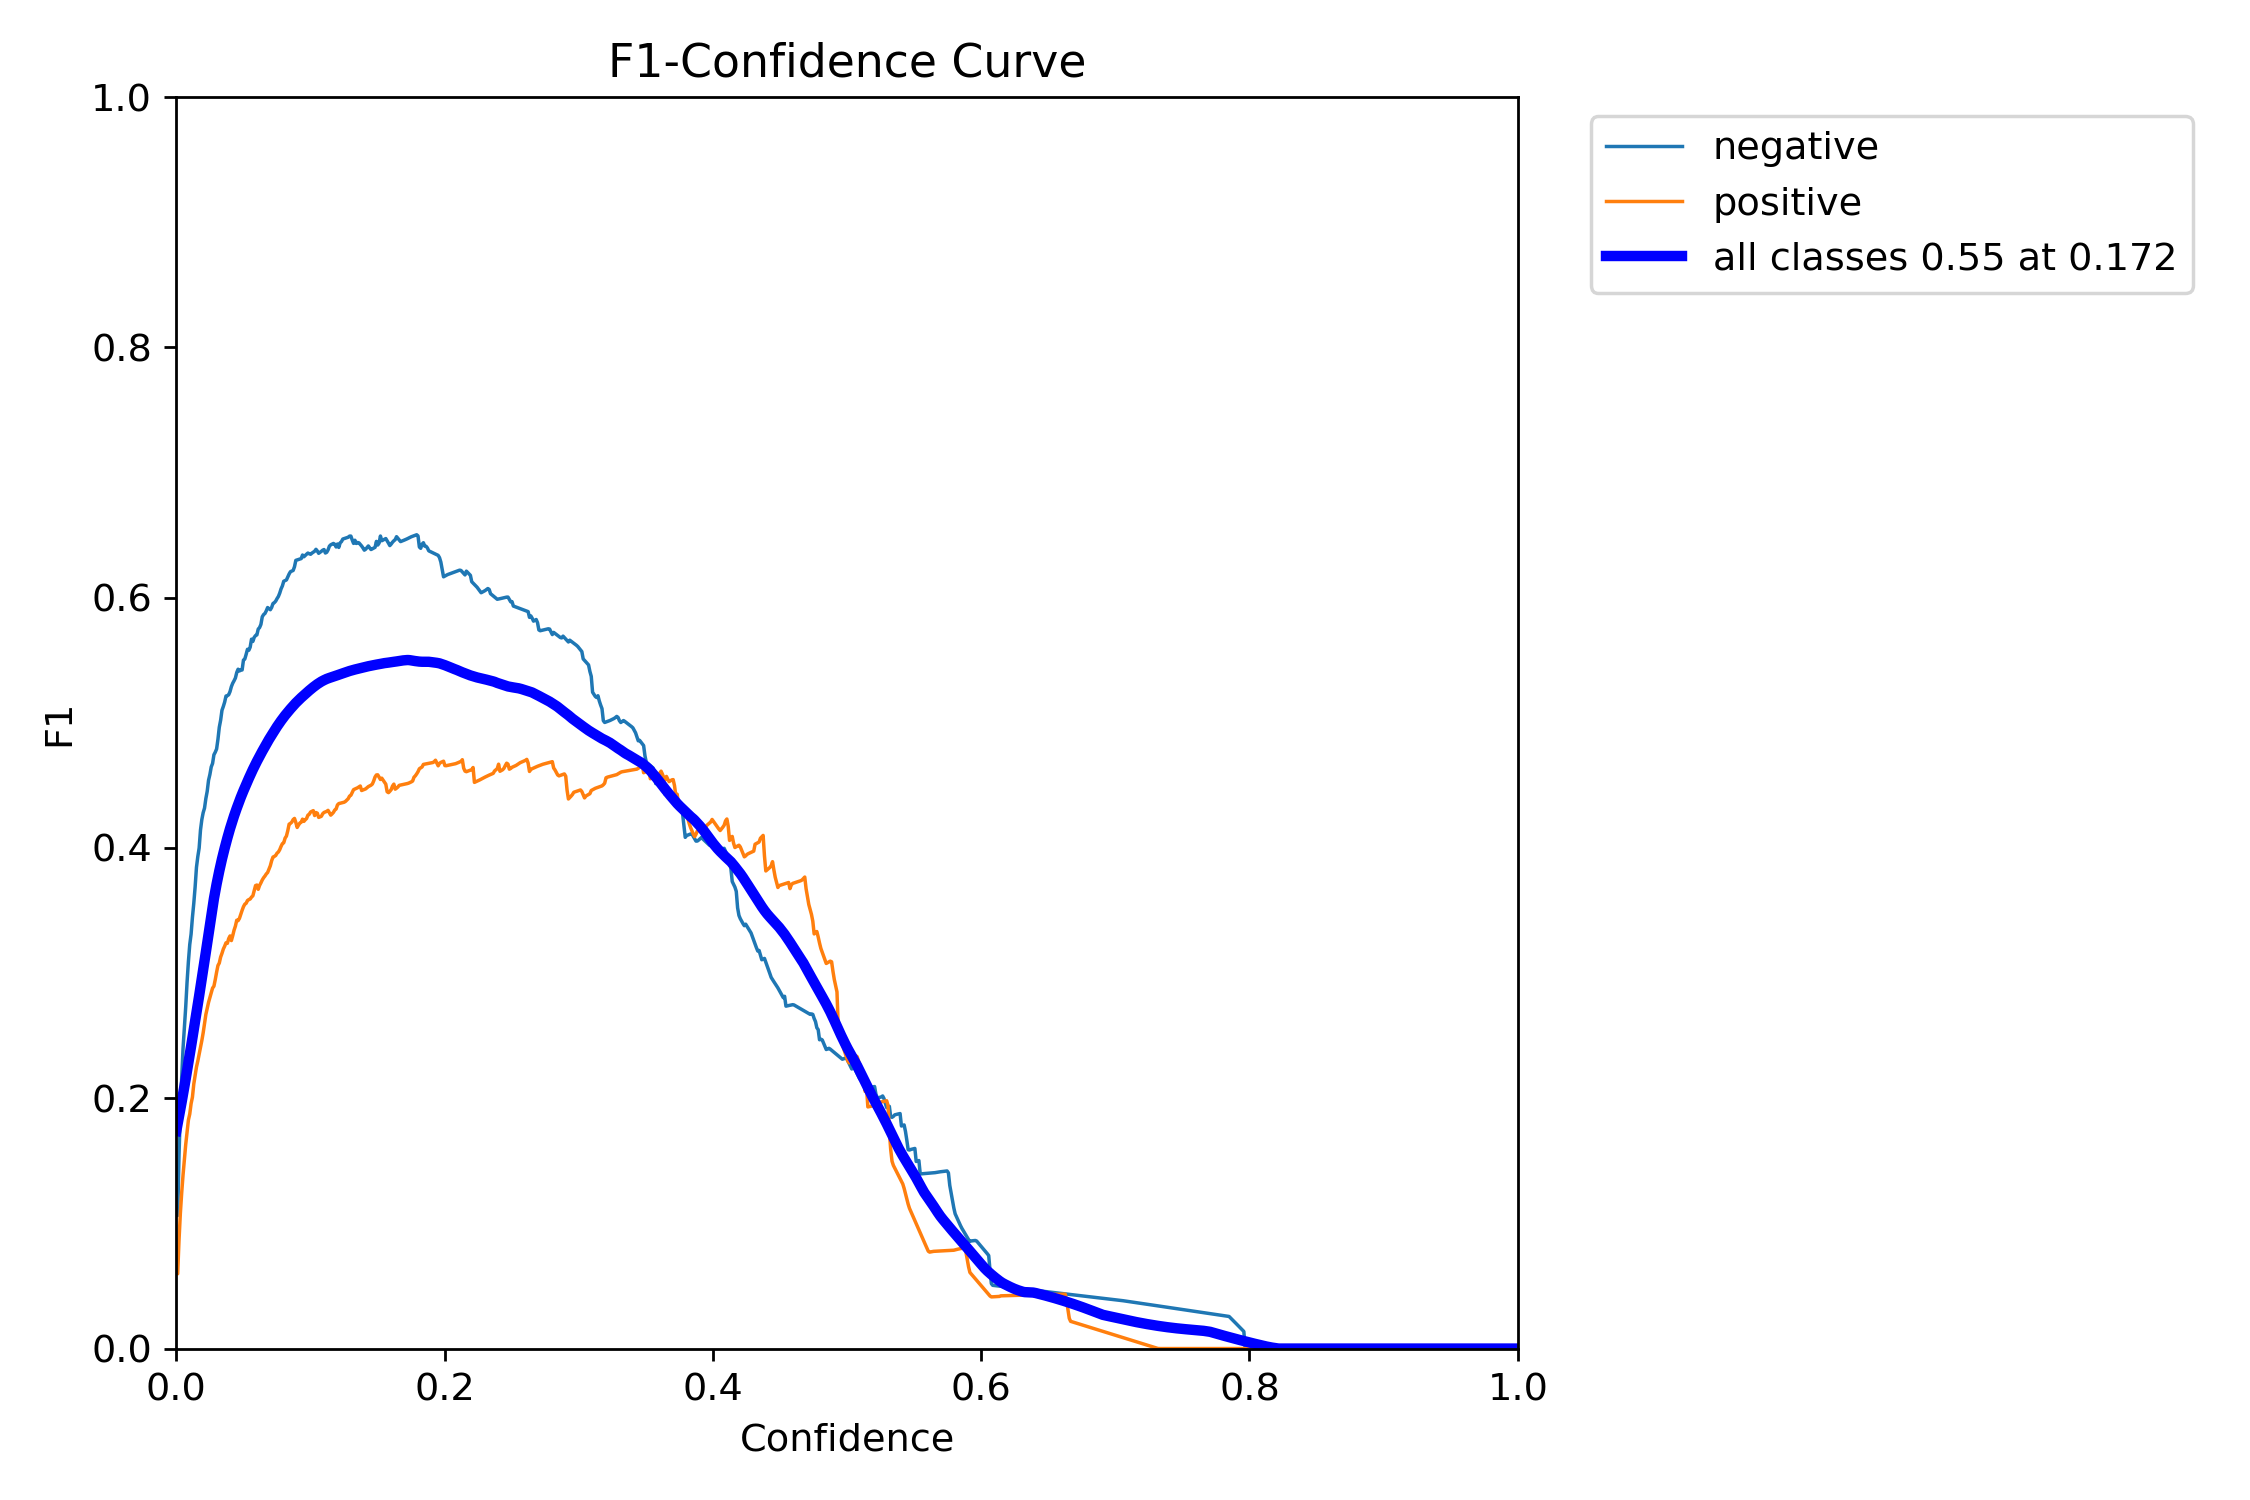 F1-Confidence Curve
1.0
0.8
0.6
0.4
0.2
0.0
F1
0.0 0.2 0.4 0.6 0.8 1.0
Confidence
negative
positive
all classes 0.55 at 0.172